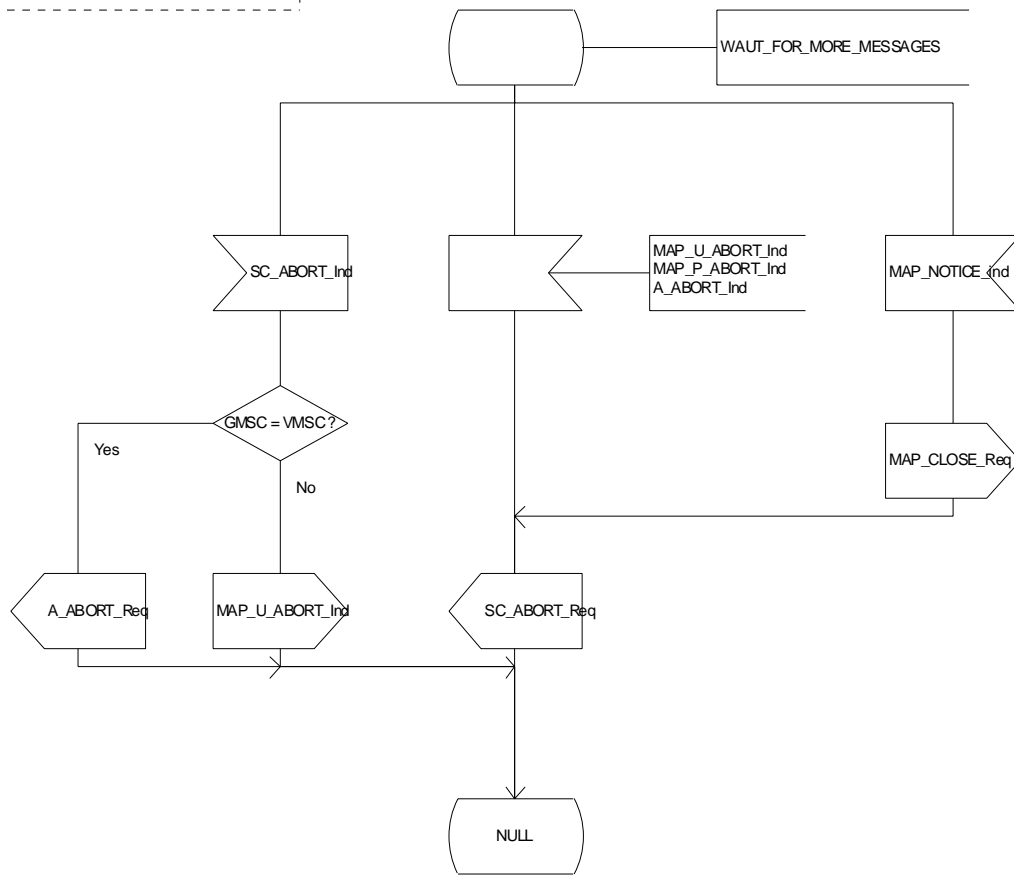 WAUT_FOR_MORE_MESSAGES
SC_ABORT_Ind
MAP_U_ABORT_Ind
MAP_P_ABORT_Ind
A_ABORT_Ind
MAP_NOTICE_Ind
GMSC = VMSC?
Yes
No
MAP_CLOSE_Req
A_ABORT_Req
MAP_U_ABORT_Ind
SC_ABORT_Req
NULL